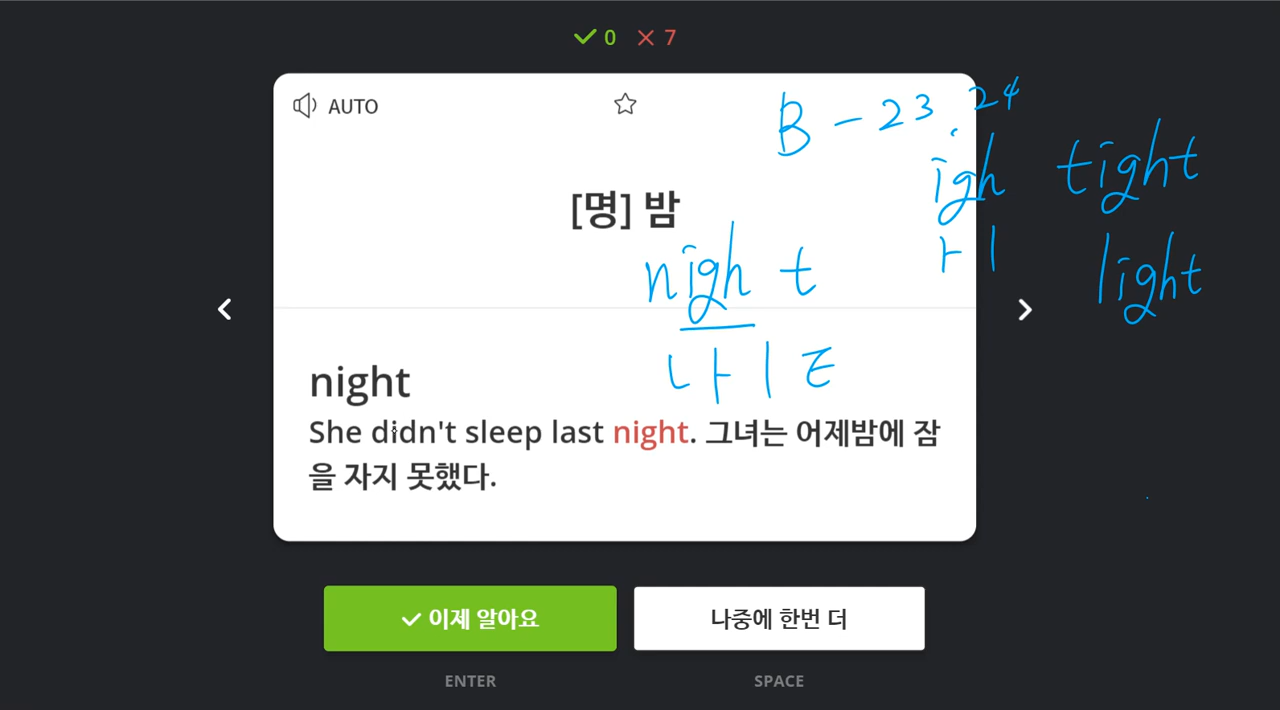 0 7
AUTO
B - 23. 24
[명] 밤
igh
ㅏㅣ
tight
light
nigh t
ㄴㅏㅣㅌ
night
She didn't sleep last night. 그녀는 어제밤에 잠
을 자지 못했다.
이제 알아요
나중에 한번 더
ENTER
SPACE